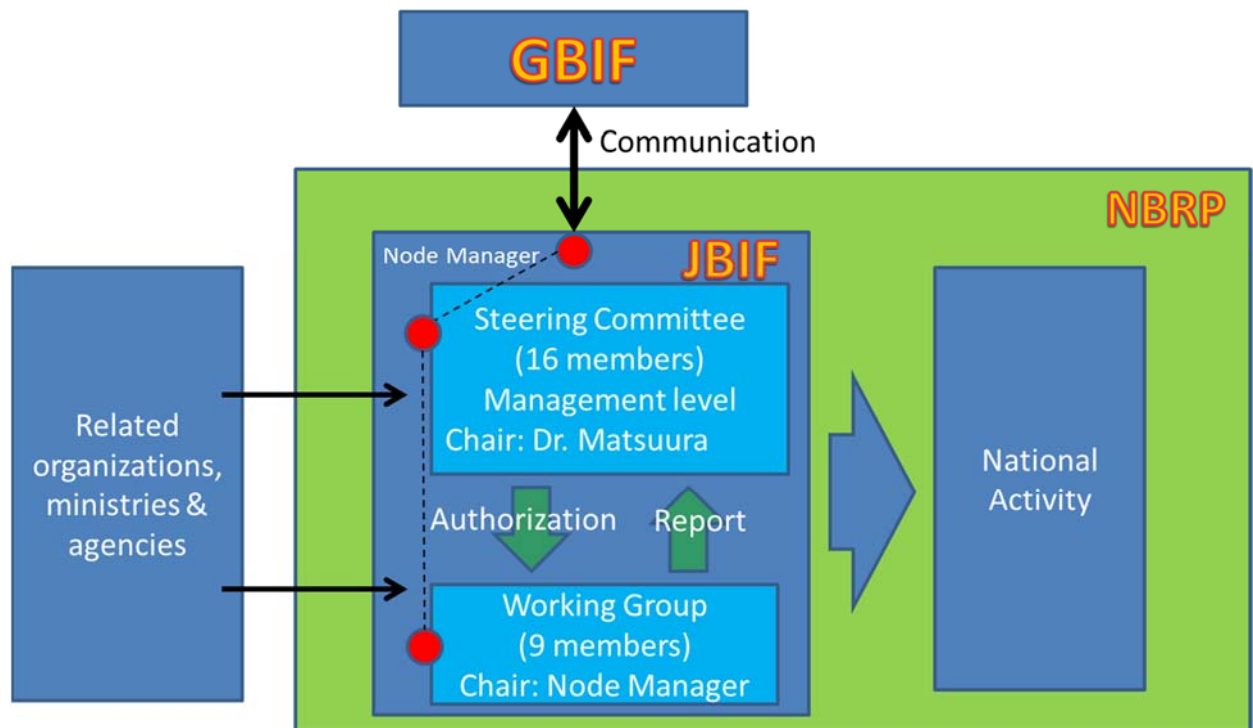 GBIF
Communication
NBRP
Node Manager
JBIF
Steering Committee
(16 members)
Management level
Chair: Dr. Matsuura
Related
organizations,
ministries &
agencies
National
Activity
Authorization
Report
Working Group
(9 members)
Chair: Node Manager